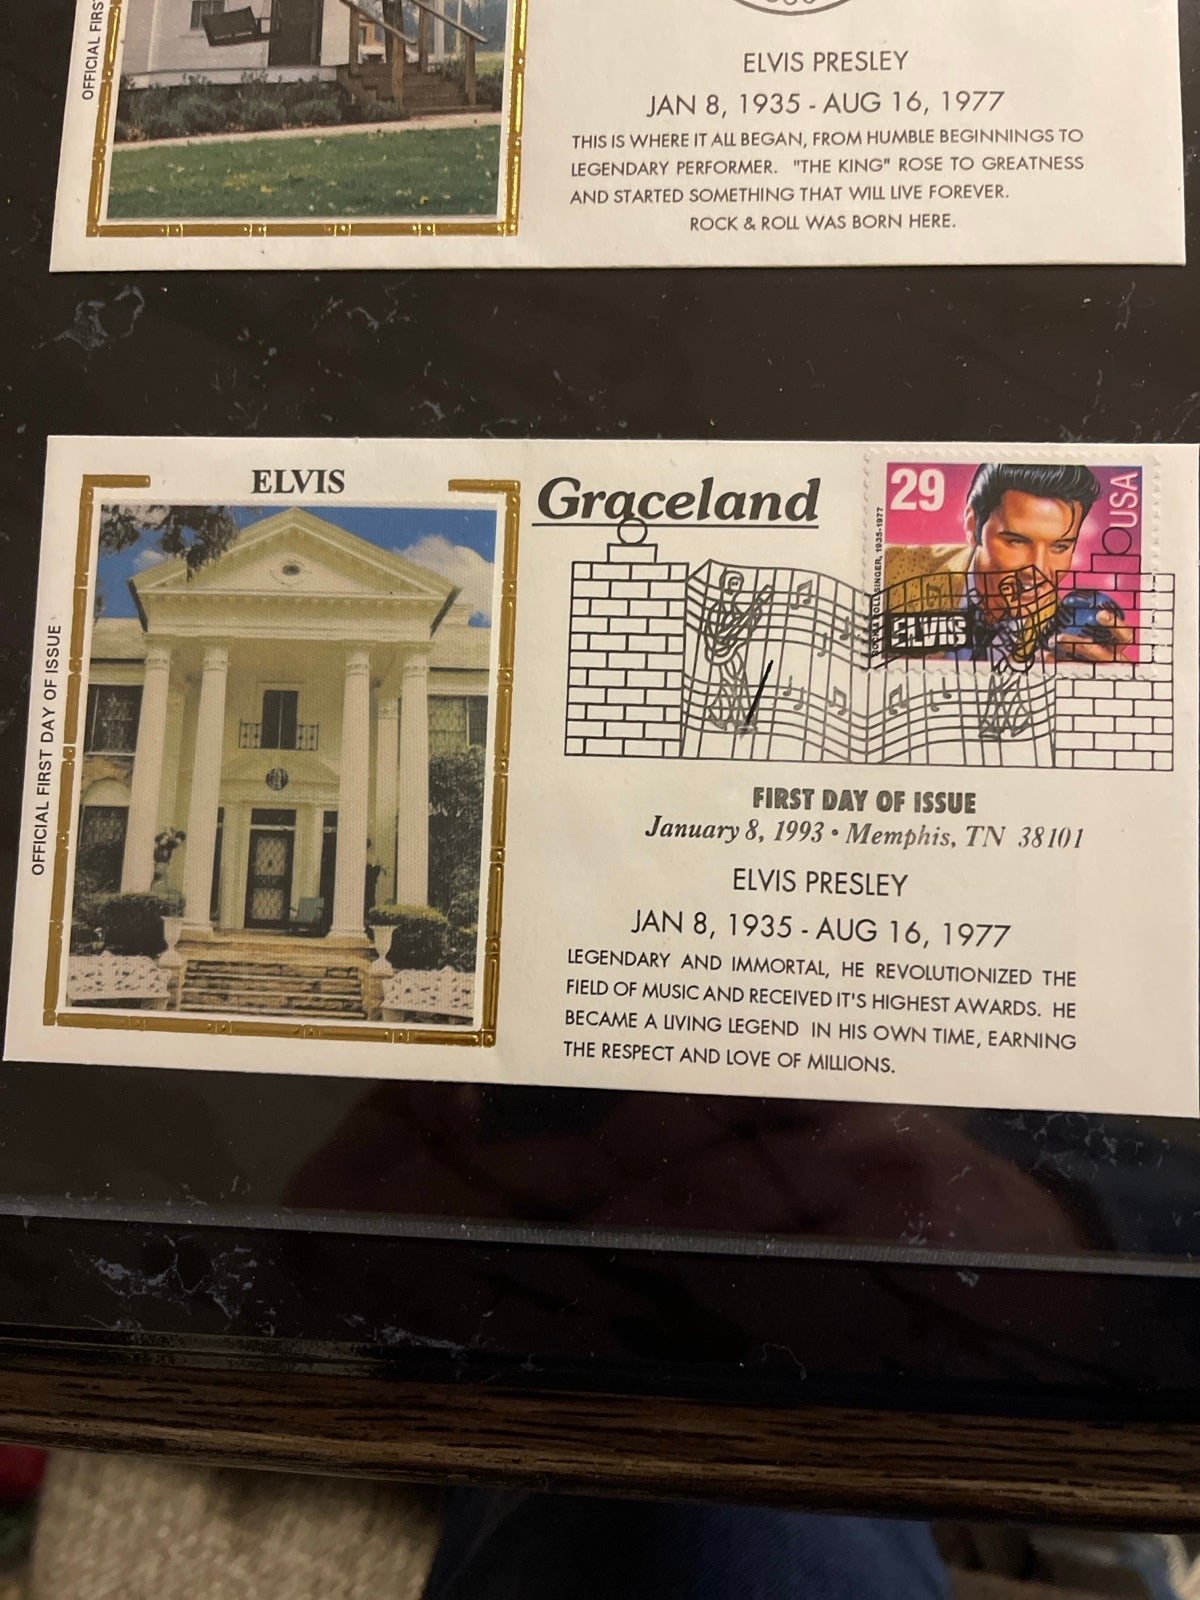 OFFICIAL FIRS
ELVIS PRESLEY
JAN 8, 1935 - AUG 16, 1977
THIS IS WHERE IT ALL BEGAN, FROM HUMBLE BEGINNINGS TO
LEGENDARY PERFORMER. "THE KING" ROSE TO GREATNESS
AND STARTED SOMETHING THAT WILL LIVE FOREVER.
ROCK & ROLL WAS BORN HERE.
OFFICIAL FIRST DAY OF ISSUE
ELVIS
Graceland
29
USA
SINGER, 1935-1977
ELVIS
FIRST DAY OF ISSUE
January 8, 1993 • Memphis, TN 38101
ELVIS PRESLEY
JAN 8, 1935 - AUG 16, 1977
LEGENDARY AND IMMORTAL, HE REVOLUTIONIZED THE
FIELD OF MUSIC AND RECEIVED IT'S HIGHEST AWARDS. HE
BECAME A LIVING LEGEND IN HIS OWN TIME, EARNING
THE RESPECT AND LOVE OF MILLIONS.